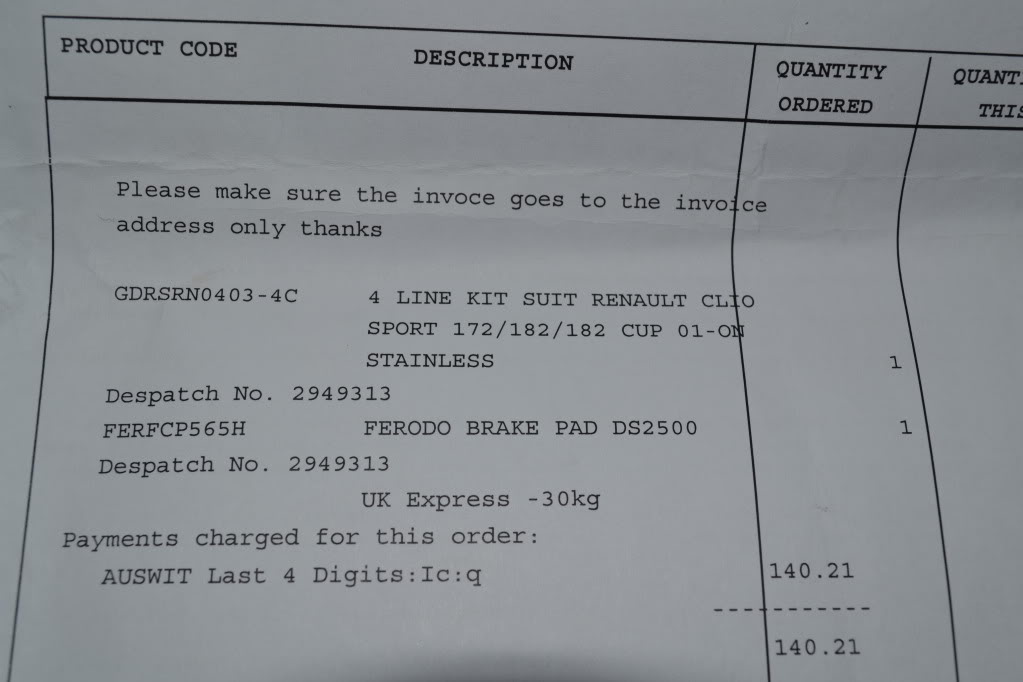 PRODUCT CODE DESCRIPTION QUANTITY ORDERED THIS
Please make sure the invoce goes to the invoice
address only thanks
GDRSRN0403-4C 4 LINE KIT SUIT RENAULT CLIO
SPORT 172/182/182 CUP 01-ON
STAINLESS 1
Despatch No. 2949313
FERFCP565H FERODO BRAKE PAD DS2500 1
Despatch No. 2949313
UK Express -30kg
Payments charged for this order:
AUSWIT Last 4 Digits:Ic:q 140.21
-----------
140.21